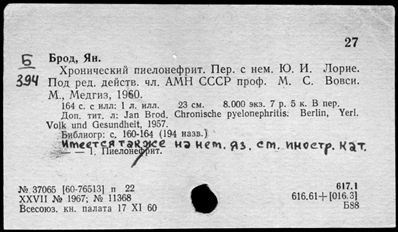 27
Б
394
Брод, Ян.
Хронический пиелонефрит. Пер. с нем. Ю. И. Лорие.
Под ред. действ. чл. АМН СССР проф. М. С. Вовси.
М., Медгиз, 1960.
164 с. с илл: 1 л. илл. 23 см. 8.000 экз. 7 р. 5 к. В пер.
Доп. тит. л: Jan Brod. Chronische pyelonephritis. Berlin, Verl.
Volk und Gesundheit, 1957.
Библиогр: с. 160-164 (194 назв.)
Имеется также на нем. яз. ст. иностр. кат.
— — 1. Пиелонефрит.
№ 37065 [60-76513] п 22
XXVII № 1967; № 11368
Всесоюз. кн. палата 17 XI 60
617.1
616.61+[016.3]
Б88